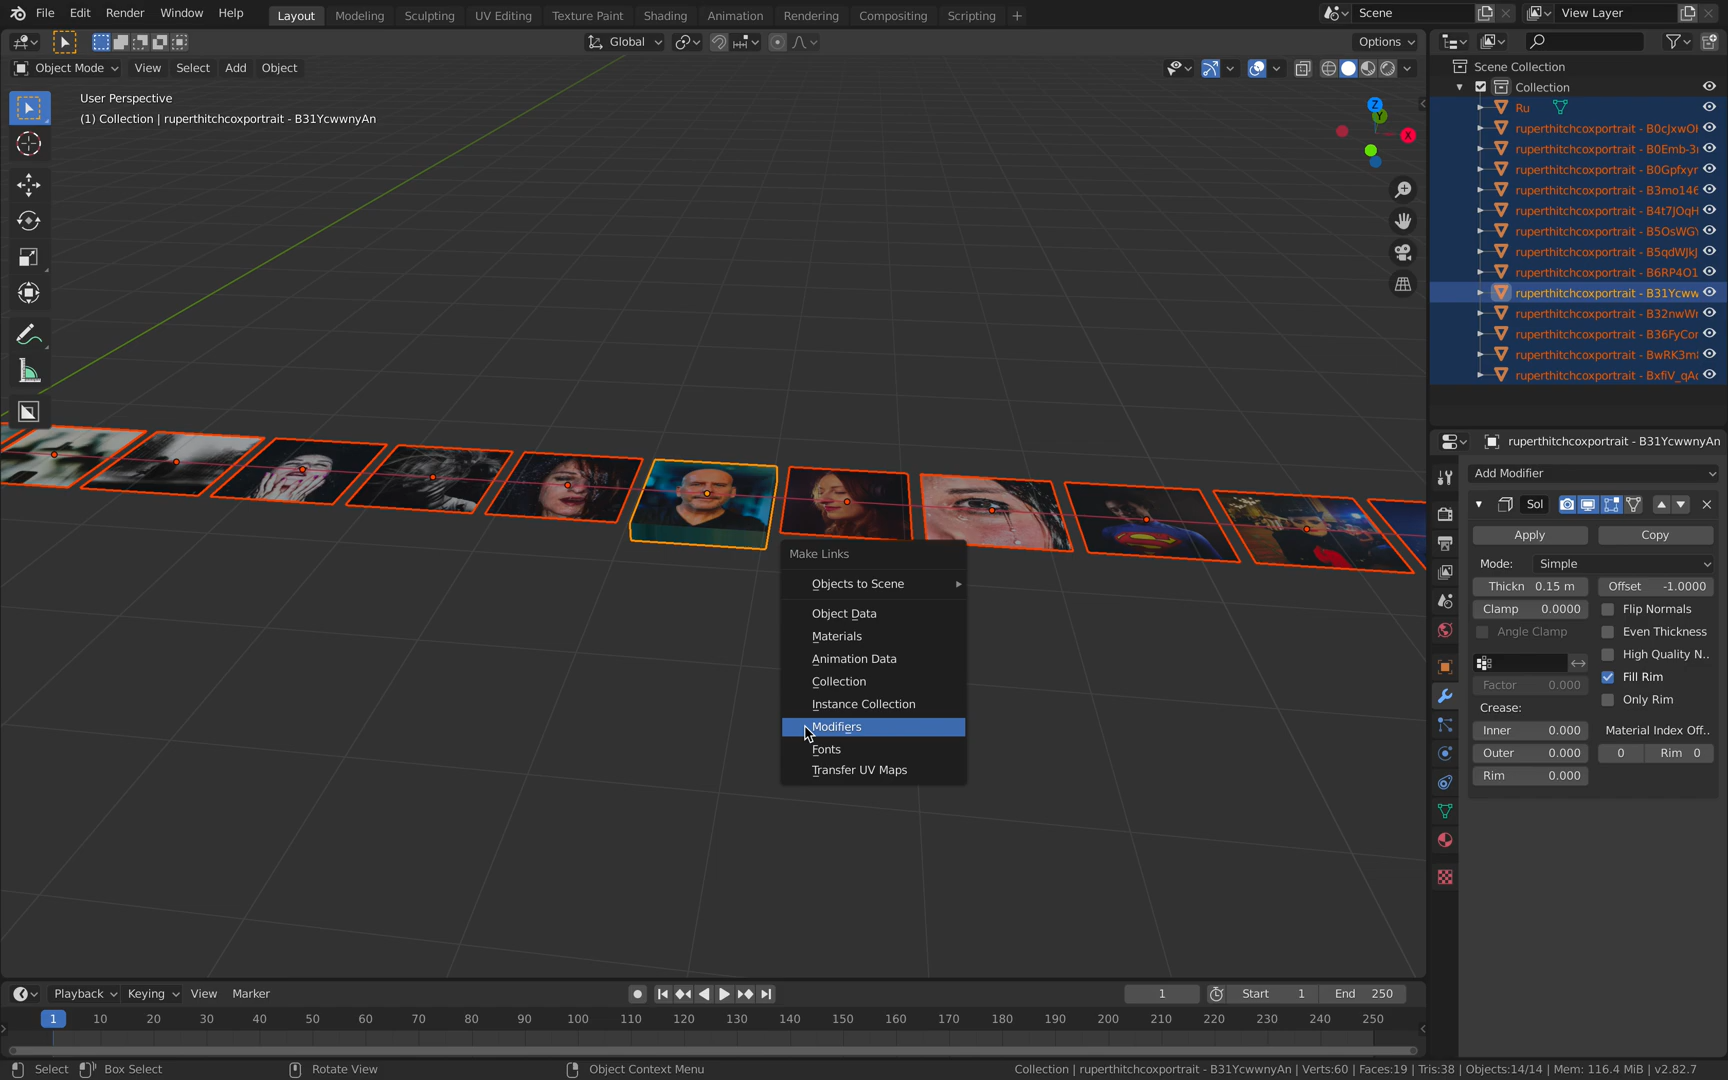 File Edit Render Window Help Layout Modeling Sculpting UV Editing Texture Paint Shading Animation Rendering Compositing Scripting + Scene View Layer
Global Options
Object Mode View Select Add Object
User Perspective
(1) Collection | ruperthitchcoxportrait - B31YcwwnyAn
Z
Y
X
Scene Collection
Collection
Ru
ruperthitchcoxportrait - B0cJxwO
ruperthitchcoxportrait - B0Emb-3
ruperthitchcoxportrait - B0Gpfxyr
ruperthitchcoxportrait - B3mo146
ruperthitchcoxportrait - B4t7JOqH
ruperthitchcoxportrait - B5OsWG
ruperthitchcoxportrait - B5qdWJkJ
ruperthitchcoxportrait - B6RP4O1
ruperthitchcoxportrait - B31Ycww
ruperthitchcoxportrait - B32nwW
ruperthitchcoxportrait - B36FyCo
ruperthitchcoxportrait - BwRK3m
ruperthitchcoxportrait - BxfiV_qA
Make Links
Objects to Scene
Object Data
Materials
Animation Data
Collection
Instance Collection
Modifiers
Fonts
Transfer UV Maps
ruperthitchcoxportrait - B31YcwwnyAn
Add Modifier
Sol
Apply Copy
Mode: Simple
Thickn 0.15 m Offset -1.0000
Clamp 0.0000 Flip Normals
Angle Clamp Even Thickness
High Quality N..
Fill Rim
Factor 0.000 Only Rim
Crease:
Inner 0.000 Material Index Off..
Outer 0.000 0 Rim 0
Rim 0.000
Playback Keying View Marker 1 Start 1 End 250
1 10 20 30 40 50 60 70 80 90 100 110 120 130 140 150 160 170 180 190 200 210 220 230 240 250
Select Box Select Rotate View Object Context Menu Collection | ruperthitchcoxportrait - B31YcwwnyAn | Verts:60 | Faces:19 | Tris:38 | Objects:14/14 | Mem: 116.4 MiB | v2.82.7